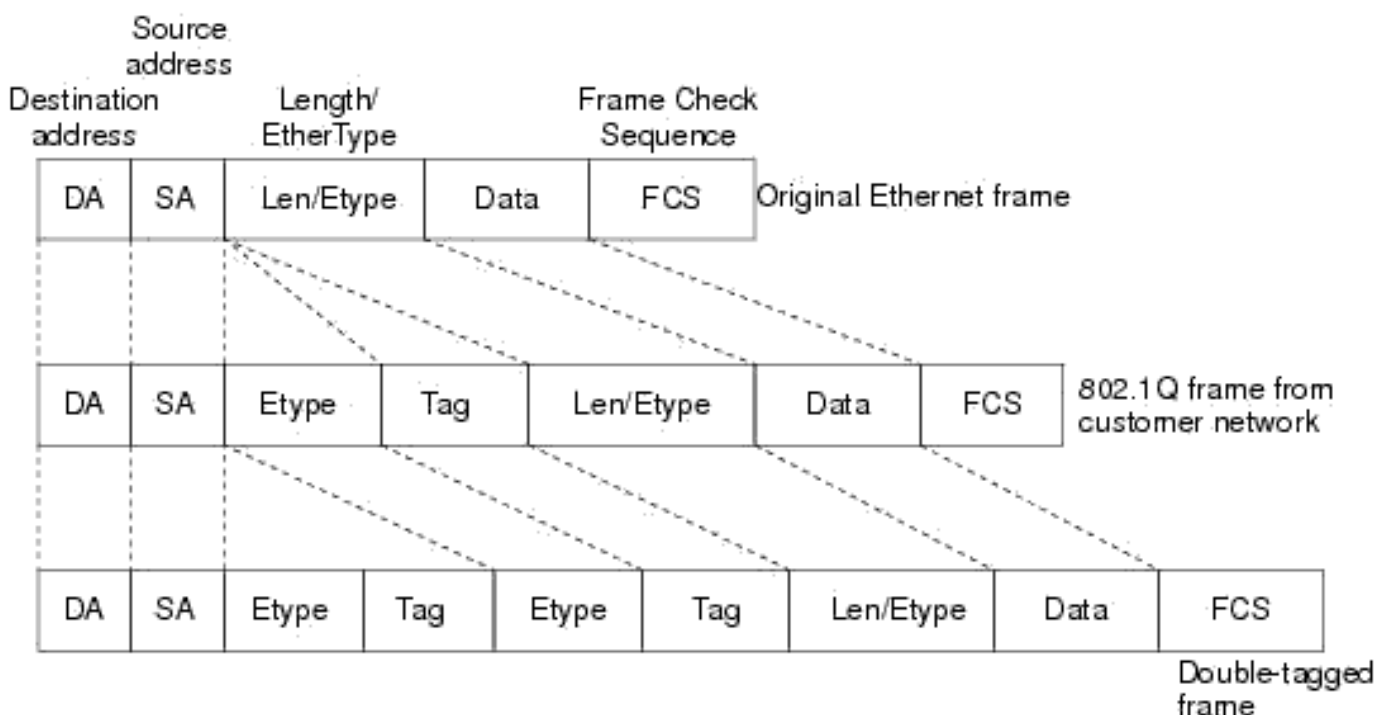 Source
address
Destination
address
Length/
EtherType
Frame Check
Sequence
DA SA Len/Etype Data FCS Original Ethernet frame
DA SA Etype Tag Len/Etype Data FCS
802.1Q frame from
customer network
DA SA Etype Tag Etype Tag Len/Etype Data FCS
Double-tagged
frame